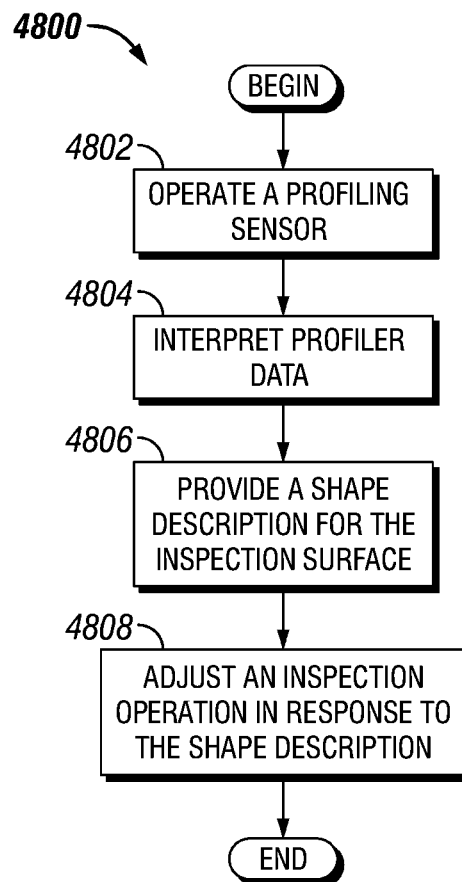 4800
BEGIN
4802
OPERATE A PROFILING
SENSOR
4804
INTERPRET PROFILER
DATA
4806
PROVIDE A SHAPE
DESCRIPTION FOR THE
INSPECTION SURFACE
4808
ADJUST AN INSPECTION
OPERATION IN RESPONSE TO
THE SHAPE DESCRIPTION
END